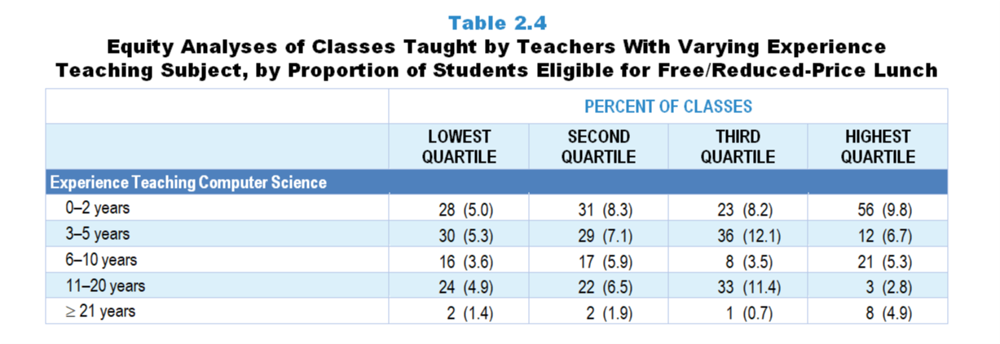 Table 2.4
Equity Analyses of Classes Taught by Teachers With Varying Experience
Teaching Subject, by Proportion of Students Eligible for Free/Reduced-Price Lunch
PERCENT OF CLASSES
LOWEST QUARTILE SECOND QUARTILE THIRD QUARTILE HIGHEST QUARTILE
Experience Teaching Computer Science
0–2 years 28 (5.0) 31 (8.3) 23 (8.2) 56 (9.8)
3–5 years 30 (5.3) 29 (7.1) 36 (12.1) 12 (6.7)
6–10 years 16 (3.6) 17 (5.9) 8 (3.5) 21 (5.3)
11–20 years 24 (4.9) 22 (6.5) 33 (11.4) 3 (2.8)
≥ 21 years 2 (1.4) 2 (1.9) 1 (0.7) 8 (4.9)